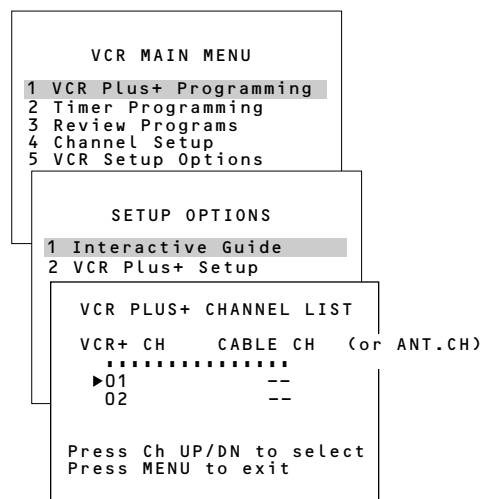 VCR MAIN MENU
1 VCR Plus+ Programming
2 Timer Programming
3 Review Programs
4 Channel Setup
5 VCR Setup Options
SETUP OPTIONS
1 Interactive Guide
2 VCR Plus+ Setup
VCR PLUS+ CHANNEL LIST
VCR+ CH CABLE CH (or ANT.CH)
▶01 --
02 --
Press Ch UP/DN to select
Press MENU to exit